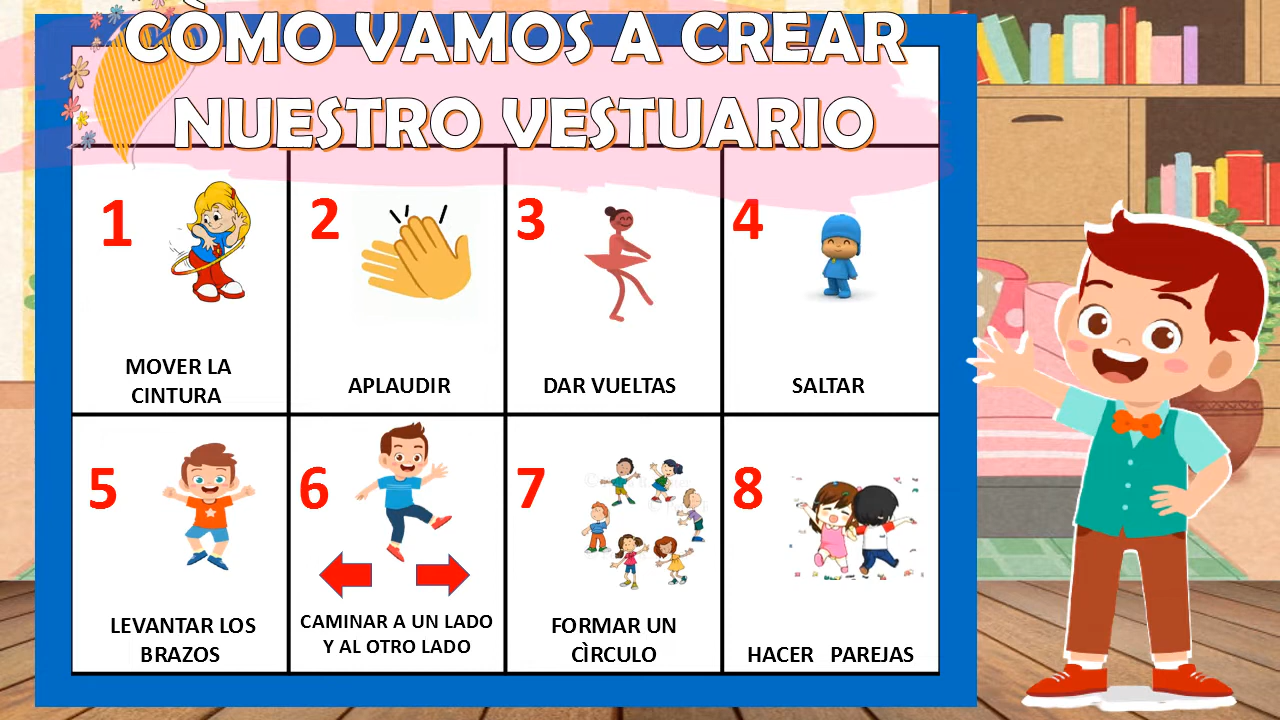 CÒMO VAMOS A CREAR
NUESTRO VESTUARIO
1
2
3
4
MOVER LA
CINTURA
APLAUDIR
DAR VUELTAS
SALTAR
5
6
7
8
LEVANTAR LOS
BRAZOS
CAMINAR A UN LADO
Y AL OTRO LADO
FORMAR UN
CÌRCULO
HACER PAREJAS